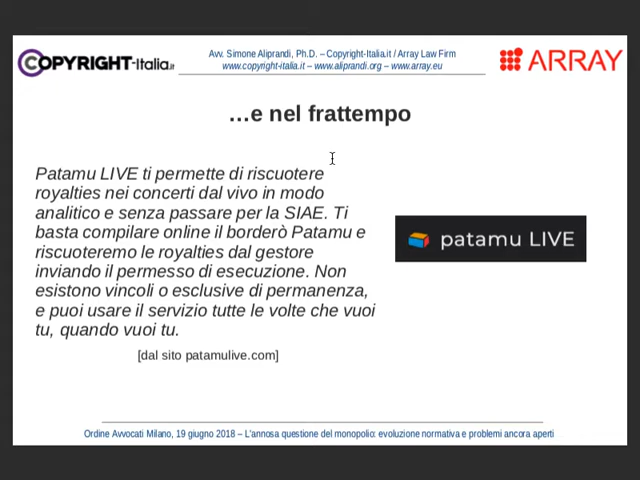 COPYRIGHT-Italia.it
Avv. Simone Aliprandi, Ph.D. – Copyright-Italia.it / Array Law Firm
www.copyright-italia.it – www.aliprandi.org – www.array.eu
ARRAY
…e nel frattempo
Patamu LIVE ti permette di riscuotere
royalties nei concerti dal vivo in modo
analitico e senza passare per la SIAE. Ti
basta compilare online il borderò Patamu e
riscuoteremo le royalties dal gestore
inviando il permesso di esecuzione. Non
esistono vincoli o esclusive di permanenza,
e puoi usare il servizio tutte le volte che vuoi
tu, quando vuoi tu.
[dal sito patamulive.com]
patamu LIVE
Ordine Avvocati Milano, 19 giugno 2018 – L'annosa questione del monopolio: evoluzione normativa e problemi ancora aperti